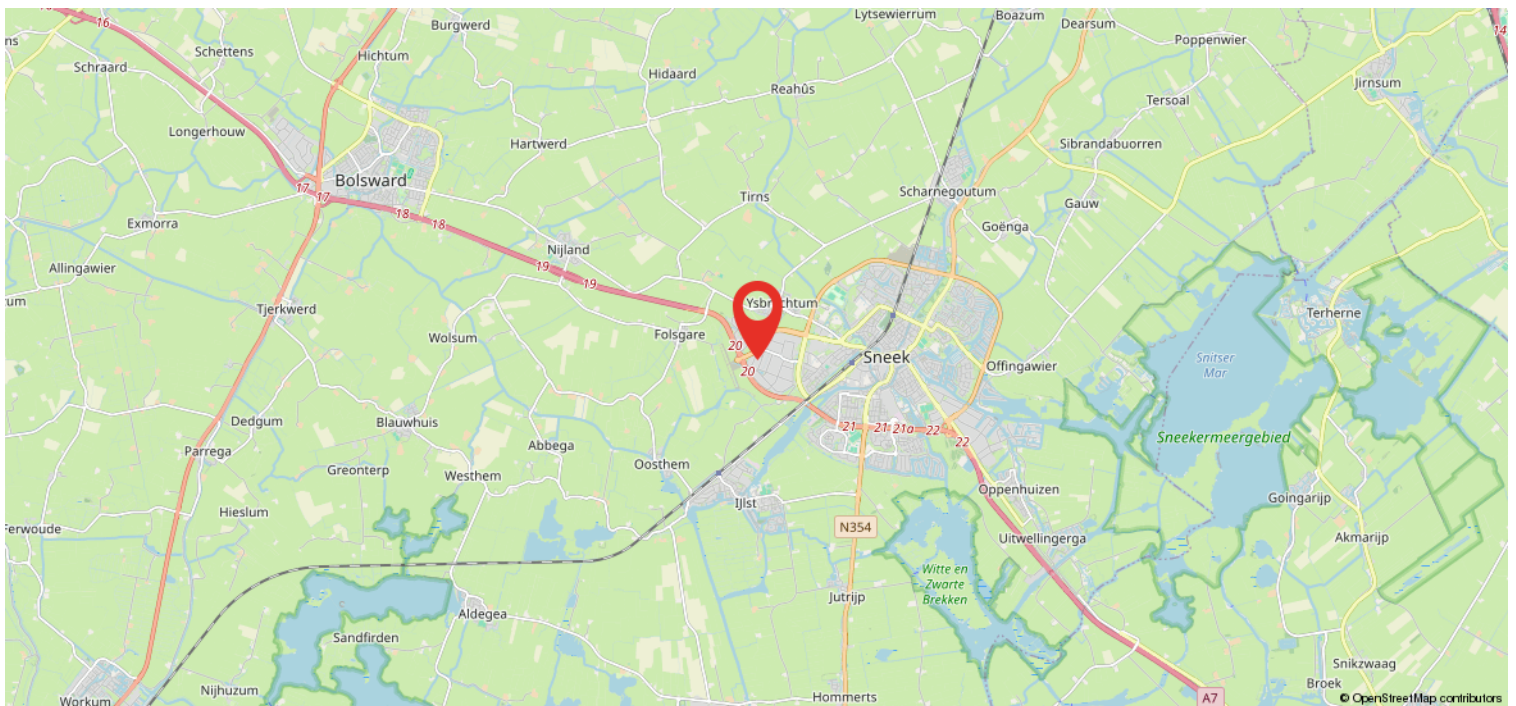 16
Burgwerd
Lytsewierrum
Boazum
Dearsum
14
ns
Schettens
Hichtum
Poppenwier
Schraard
Hidaard
Reahûs
Jirnsum
Tersoal
Longerhouw
Hartwerd
Sibrandabuorren
Bolsward
17
17
Tirns
Scharnegoutum
Gauw
18
18
Exmorra
Goënga
Nijland
Allingawier
19
19
rum
Tjerkwerd
Ysbrechtum
Terherne
Wolsum
Folsgare
20
20
Sneek
Offingawier
Snitser
Mar
Dedgum
Blauwhuis
21
21
21a
22
22
Sneekermeergebied
Parrega
Abbega
Greonterp
Westhem
Oosthem
Oppenhuizen
Goingarijp
IJlst
Hieslum
Ferwoude
N354
Uitwellingerga
Akmarijp
Witte en
Zwarte
Brekken
Jutrijp
Aldegea
Sandfirden
Snikzwaag
Nijhuzum
Broek
Workum
Hommerts
A7
© OpenStreetMap contributors